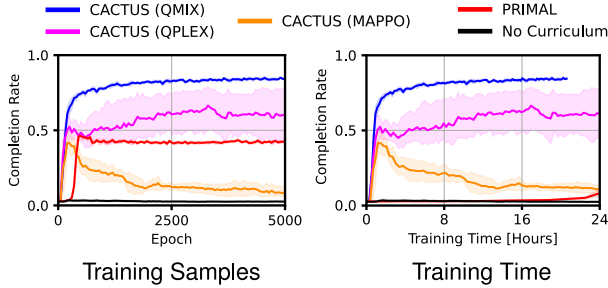 CACTUS (QMIX)
CACTUS (QPLEX)
CACTUS (MAPPO)
PRIMAL
No Curriculum
Completion Rate
1.0
0.5
0.0
0
2500
5000
Epoch
Training Samples
Completion Rate
1.0
0.5
0.0
0
8
16
24
Training Time [Hours]
Training Time